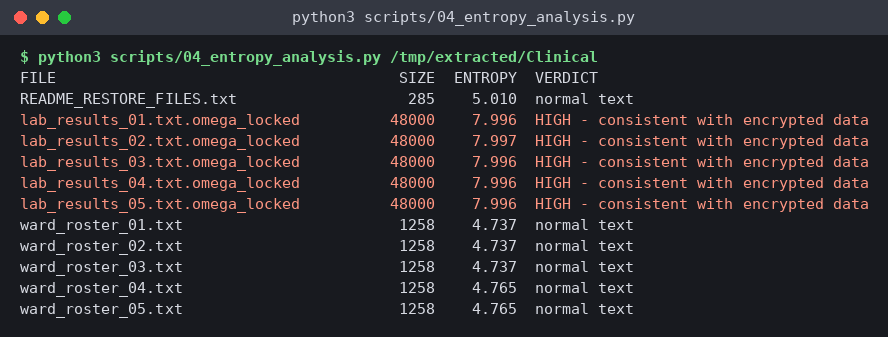 python3 scripts/04_entropy_analysis.py
$ python3 scripts/04_entropy_analysis.py /tmp/extracted/Clinical
FILE SIZE ENTROPY VERDICT
README_RESTORE_FILES.txt 285 5.010 normal text
lab_results_01.txt.omega_locked 48000 7.996 HIGH - consistent with encrypted data
lab_results_02.txt.omega_locked 48000 7.997 HIGH - consistent with encrypted data
lab_results_03.txt.omega_locked 48000 7.996 HIGH - consistent with encrypted data
lab_results_04.txt.omega_locked 48000 7.996 HIGH - consistent with encrypted data
lab_results_05.txt.omega_locked 48000 7.996 HIGH - consistent with encrypted data
ward_roster_01.txt 1258 4.737 normal text
ward_roster_02.txt 1258 4.737 normal text
ward_roster_03.txt 1258 4.737 normal text
ward_roster_04.txt 1258 4.765 normal text
ward_roster_05.txt 1258 4.765 normal text